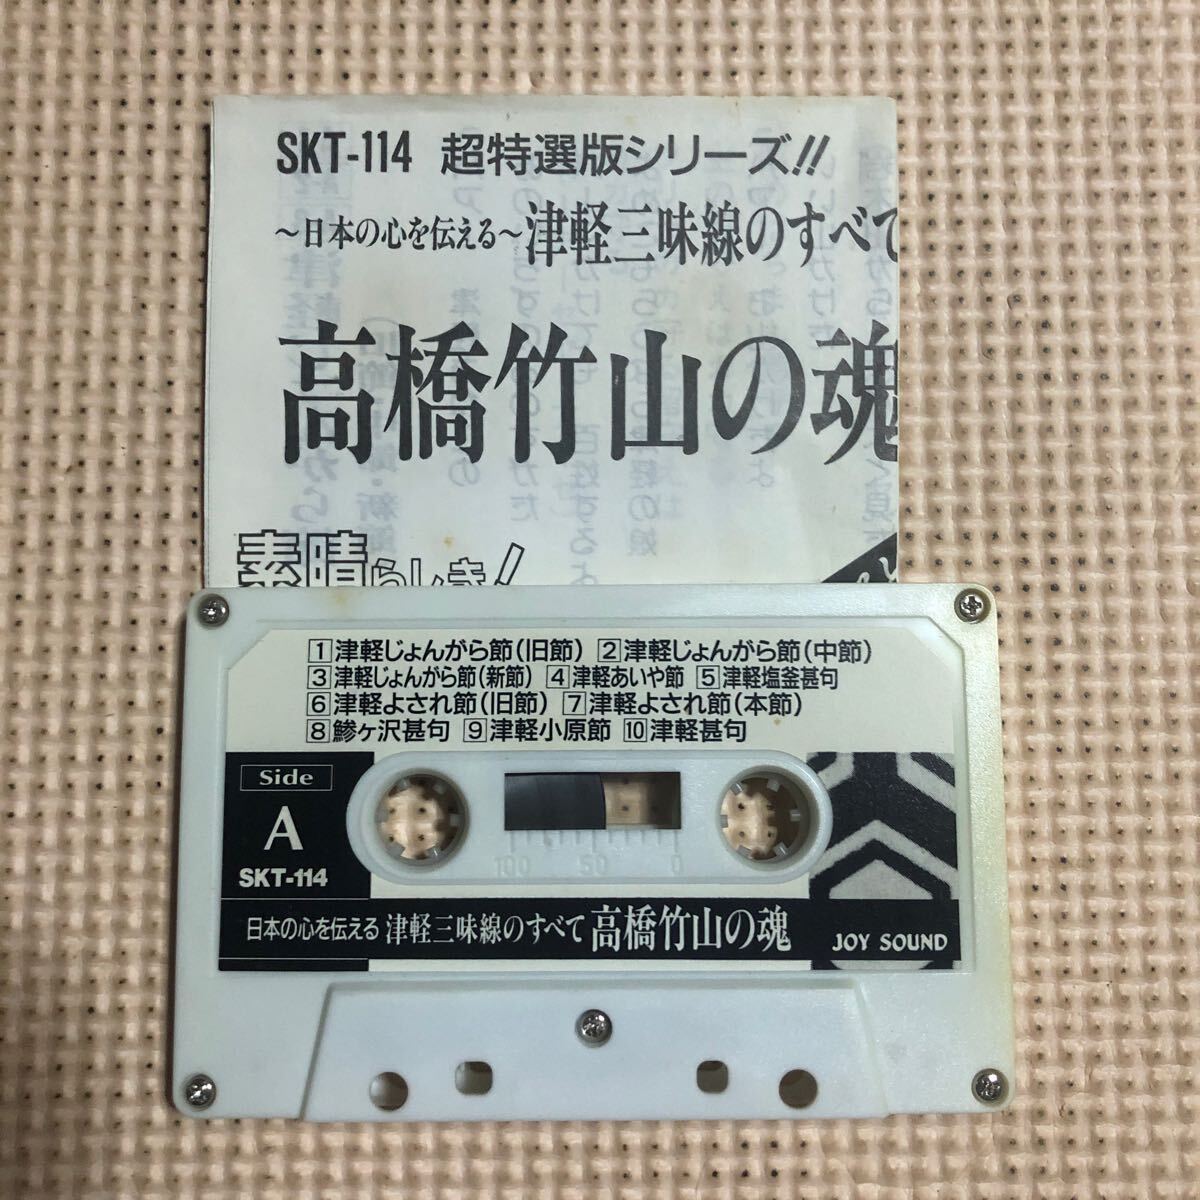 SKT-114 超特選版シリーズ!!
〜日本の心を伝える〜津軽三味線のすべて
高橋竹山の魂
素晴らしき!
1津軽じょんがら節(旧節) 2津軽じょんがら節(中節)
3津軽じょんがら節(新節) 4津軽あいや節 5津軽塩釜甚句
6津軽よされ節(旧節) 7津軽よされ節(本節)
8鰺ヶ沢甚句 9津軽小原節 10津軽甚句
Side
A
SKT-114
100 50 0
日本の心を伝える 津軽三味線のすべて 高橋竹山の魂
JOY SOUND